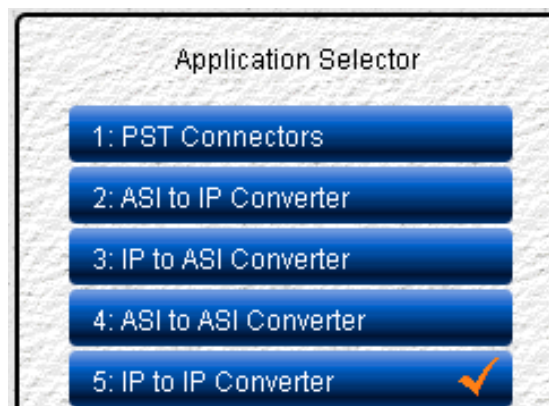 Application Selector
1: PST Connectors
2: ASI to IP Converter
3: IP to ASI Converter
4: ASI to ASI Converter
5: IP to IP Converter